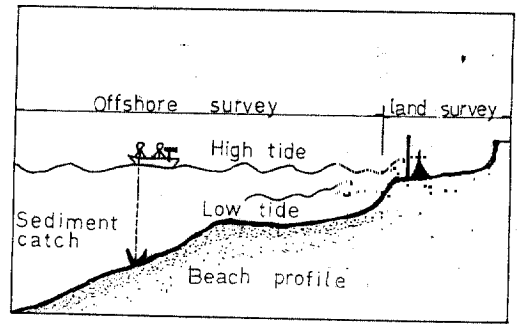 Offshore survey
land survey
High tide
Low tide
Sediment
catch
Beach profile